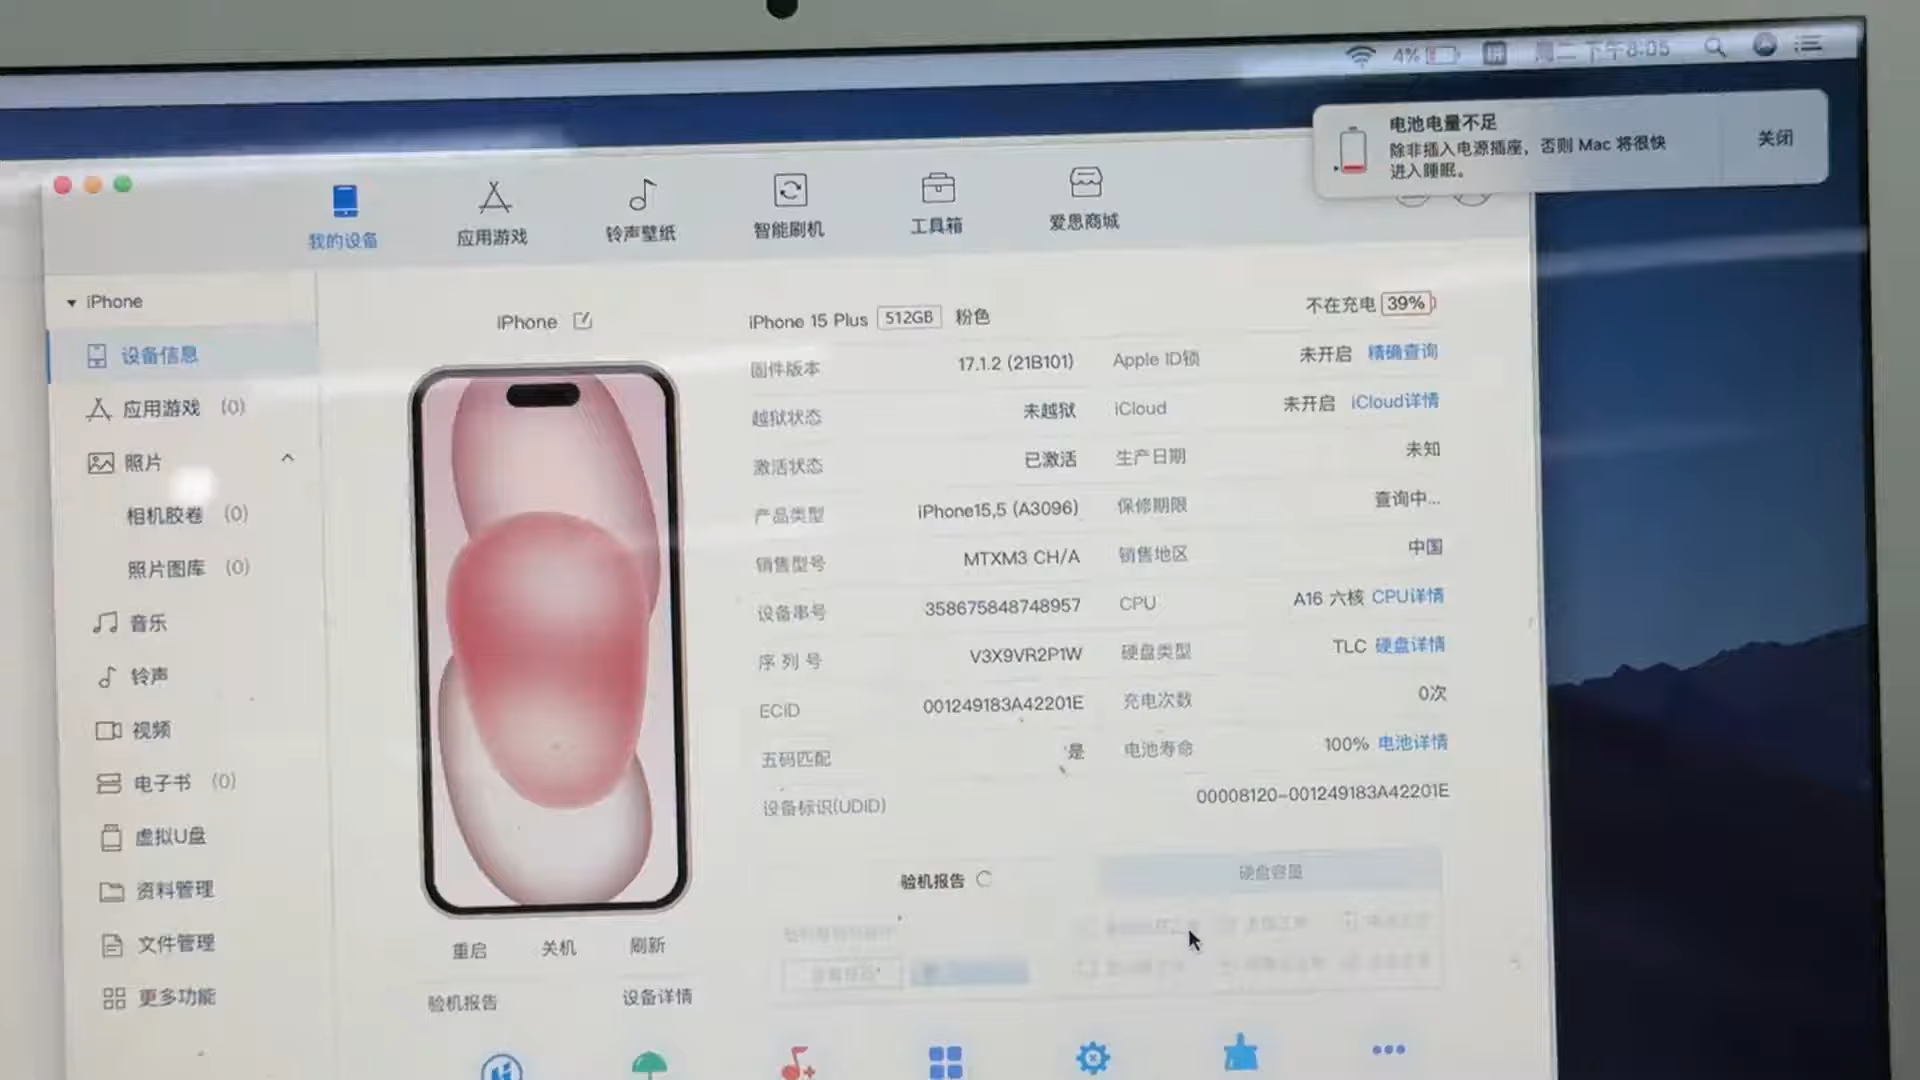 4%
周二 下午8:05
电池电量不足
除非插入电源插座，否则 Mac 将很快
进入睡眠。
关闭
我的设备
应用游戏
铃声壁纸
智能刷机
工具箱
爱思商城
iPhone
设备信息
应用游戏 (0)
照片
相机胶卷 (0)
照片图库 (0)
音乐
铃声
视频
电子书 (0)
虚拟U盘
资料管理
文件管理
更多功能
iPhone
重启 关机 刷新
验机报告 设备详情
iPhone 15 Plus 512GB 粉色 不在充电 39%
固件版本 17.1.2 (21B101) Apple ID锁 未开启 精确查询
越狱状态 未越狱 iCloud 未开启 iCloud详情
激活状态 已激活 生产日期 未知
产品类型 iPhone15,5 (A3096) 保修期限 查询中...
销售型号 MTXM3 CH/A 销售地区 中国
设备串号 358675848748957 CPU A16 六核 CPU详情
序列号 V3X9VR2P1W 硬盘类型 TLC 硬盘详情
ECID 001249183A42201E 充电次数 0次
五码匹配 是 电池寿命 100% 电池详情
设备标识(UDID) 00008120-001249183A42201E
验机报告 硬盘容量